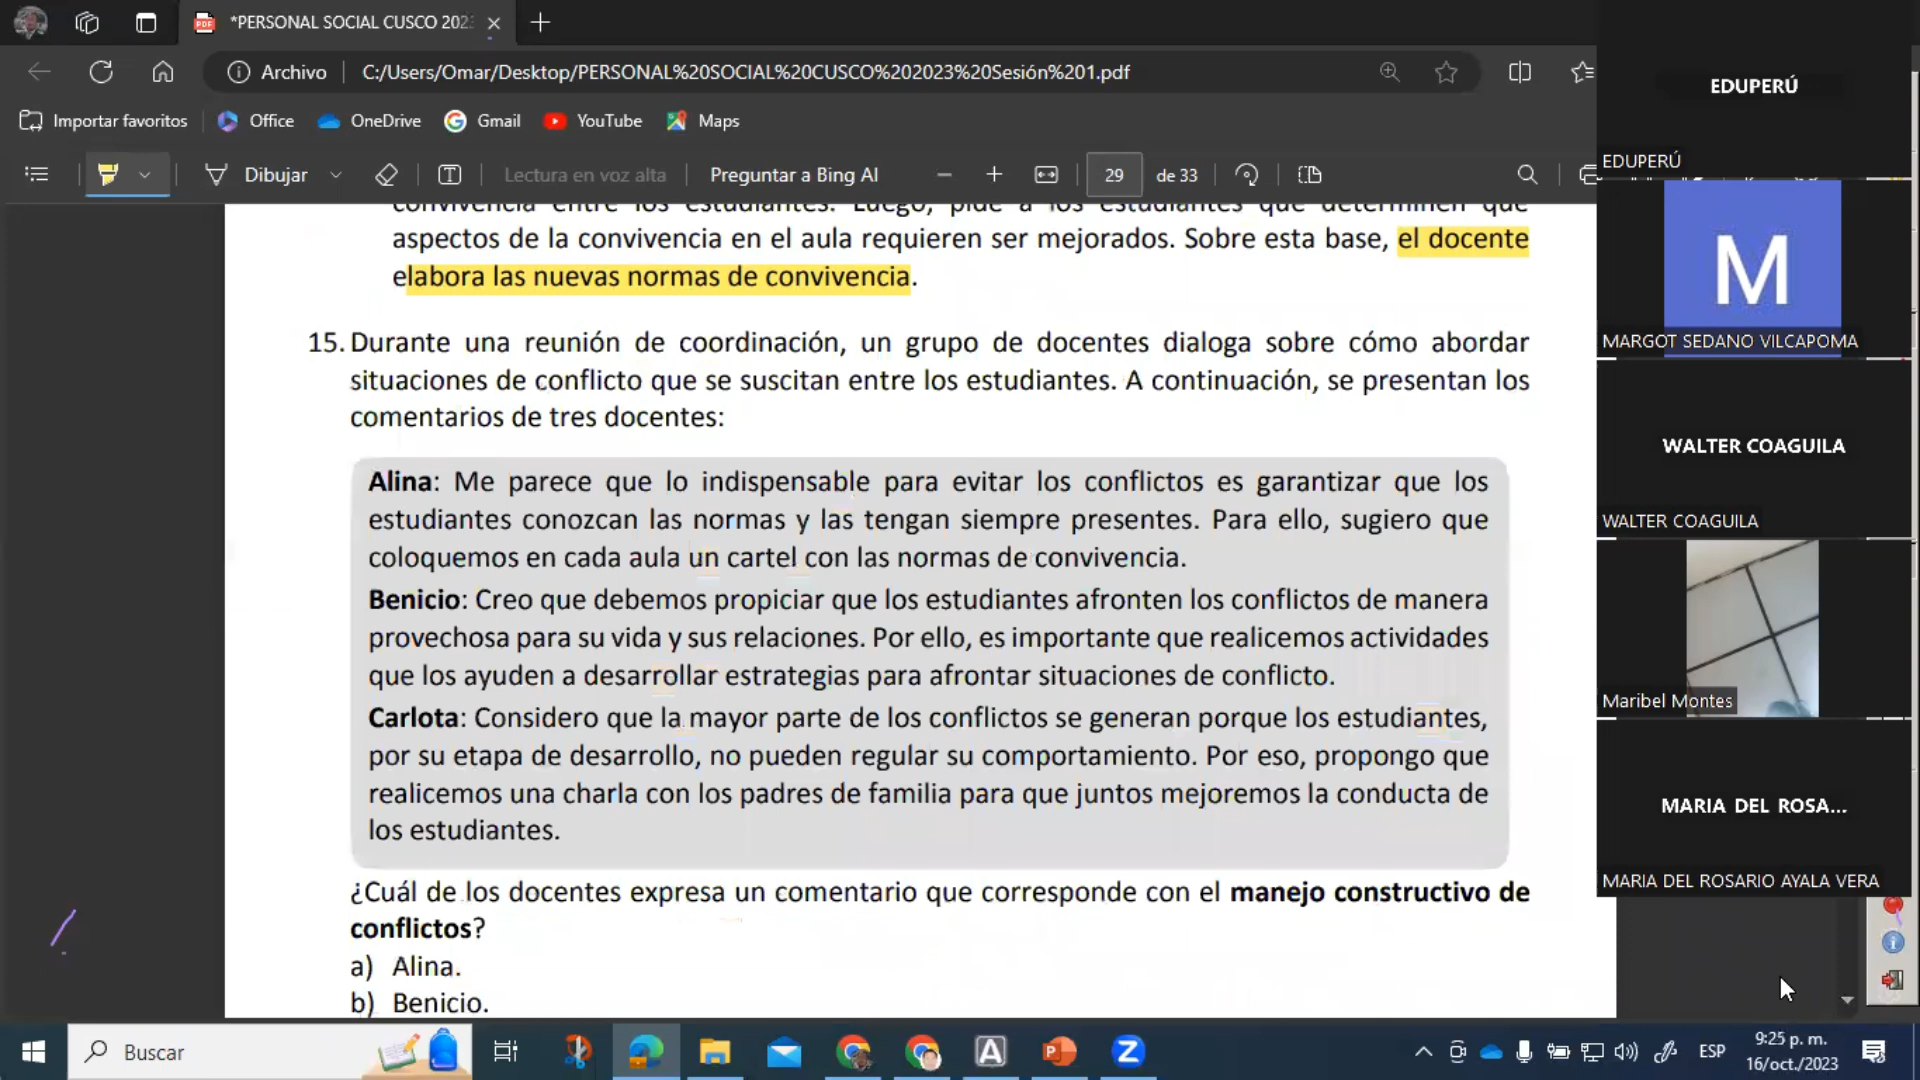 *PERSONAL SOCIAL CUSCO 202
Archivo C:/Users/Omar/Desktop/PERSONAL%20SOCIAL%20CUSCO%202023%20Sesión%201.pdf
Importar favoritos Office OneDrive Gmail YouTube Maps
Dibujar Lectura en voz alta Preguntar a Bing AI 29 de 33
convivencia entre los estudiantes. Luego, pide a los estudiantes que determinen qué
aspectos de la convivencia en el aula requieren ser mejorados. Sobre esta base, el docente
elabora las nuevas normas de convivencia.
15. Durante una reunión de coordinación, un grupo de docentes dialoga sobre cómo abordar
situaciones de conflicto que se suscitan entre los estudiantes. A continuación, se presentan los
comentarios de tres docentes:
Alina: Me parece que lo indispensable para evitar los conflictos es garantizar que los
estudiantes conozcan las normas y las tengan siempre presentes. Para ello, sugiero que
coloquemos en cada aula un cartel con las normas de convivencia.
Benicio: Creo que debemos propiciar que los estudiantes afronten los conflictos de manera
provechosa para su vida y sus relaciones. Por ello, es importante que realicemos actividades
que los ayuden a desarrollar estrategias para afrontar situaciones de conflicto.
Carlota: Considero que la mayor parte de los conflictos se generan porque los estudiantes,
por su etapa de desarrollo, no pueden regular su comportamiento. Por eso, propongo que
realicemos una charla con los padres de familia para que juntos mejoremos la conducta de
los estudiantes.
¿Cuál de los docentes expresa un comentario que corresponde con el manejo constructivo de
conflictos?
a) Alina.
b) Benicio.
EDUPERÚ
EDUPERÚ
M
MARGOT SEDANO VILCAPOMA
WALTER COAGUILA
WALTER COAGUILA
Maribel Montes
MARIA DEL ROSA...
MARIA DEL ROSARIO AYALA VERA
Buscar
ESP
9:25 p. m.
16/oct./2023